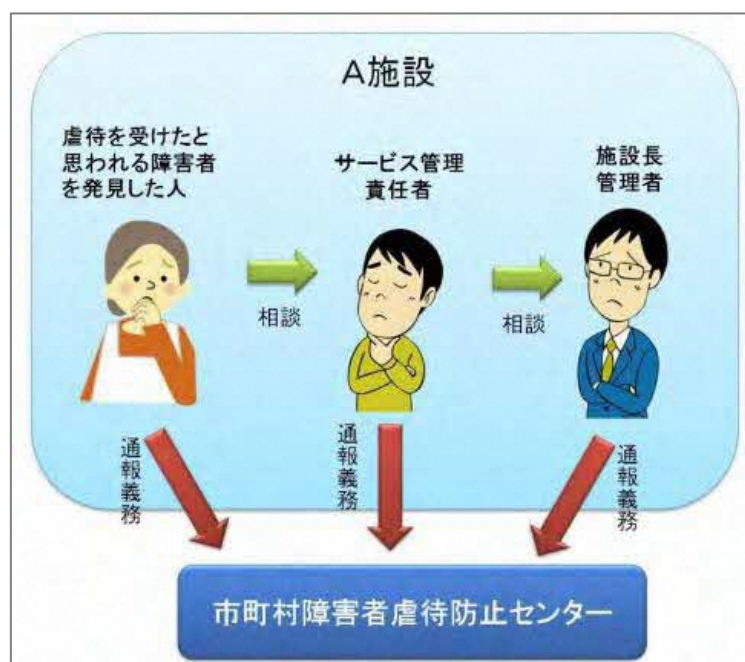 A施設
虐待を受けたと
思われる障害者
を発見した人
サービス管理
責任者
施設長
管理者
相談
相談
通報義務
通報義務
通報義務
市町村障害者虐待防止センター